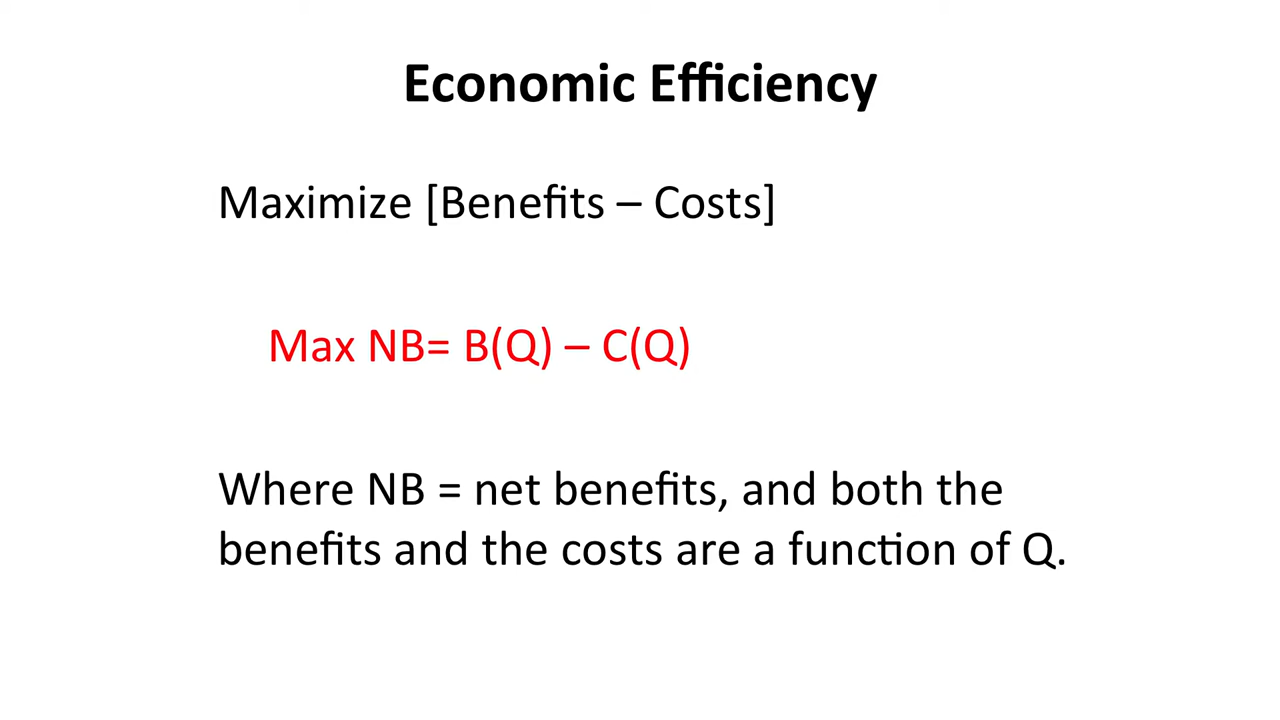 Economic Efficiency
Maximize [Benefits – Costs]
Max NB= B(Q) – C(Q)
Where NB = net benefits, and both the
benefits and the costs are a function of Q.